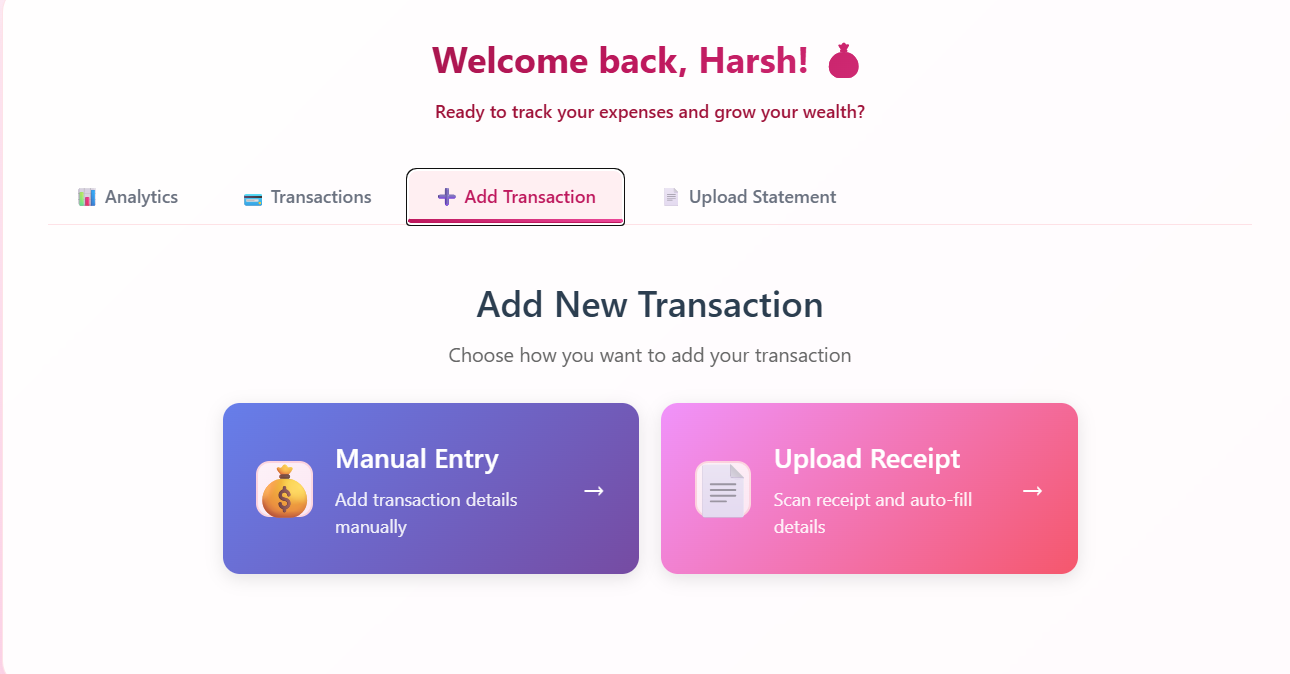 Welcome back, Harsh!
Ready to track your expenses and grow your wealth?
Analytics
Transactions
Add Transaction
Upload Statement
Add New Transaction
Choose how you want to add your transaction
Manual Entry
Add transaction details
manually
→
$
Upload Receipt
Scan receipt and auto-fill
details
→